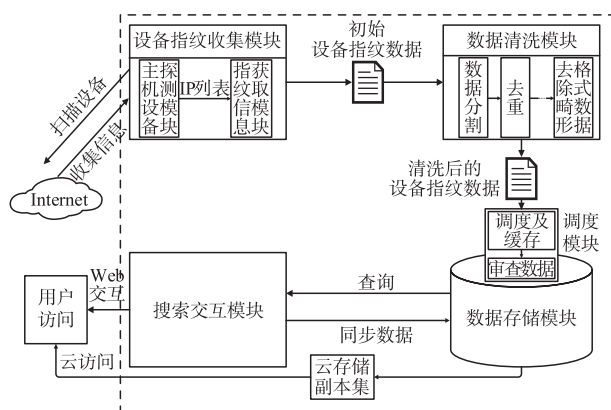 设备指纹收集模块
主机设备
探测模块
IP列表
指纹信息
获取模块
初始
设备指纹数据
数据清洗模块
数据分割
去重
去除畸形
格式数据
扫描设备
收集信息
Internet
清洗后的
设备指纹数据
调度及
缓存
审查数据
调度
模块
数据存储模块
查询
同步数据
搜索交互模块
Web
交互
用户
访问
云访问
云存储
副本集